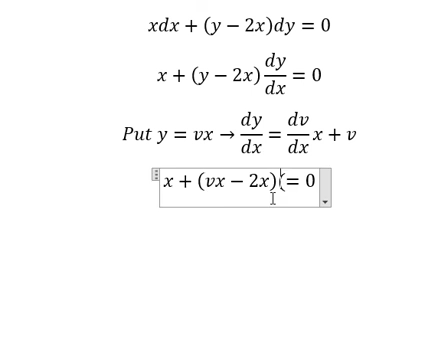 xdx + (y − 2x)dy = 0
x + (y − 2x) dy/dx = 0
Put y = vx → dy/dx = dv/dx x + v
x + (vx − 2x) (= 0